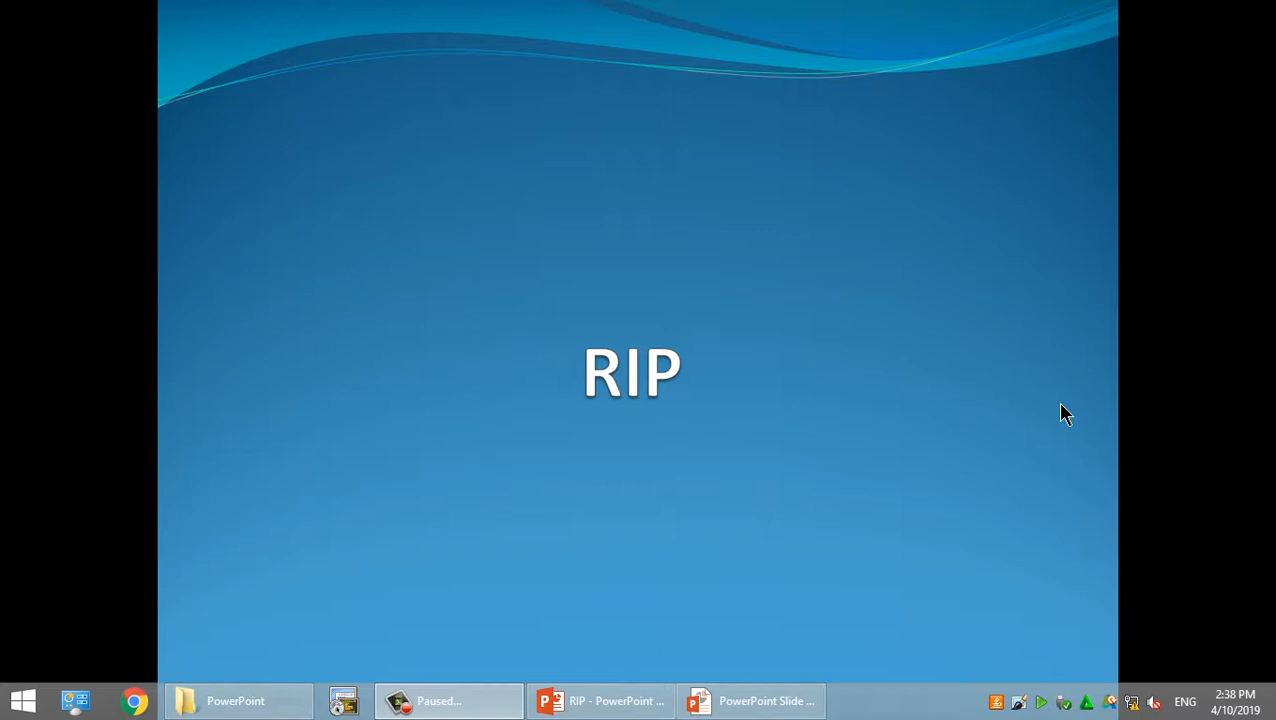 RIP
PowerPoint
Paused...
RIP - PowerPoint ...
PowerPoint Slide ...
ENG
2:38 PM
4/10/2019